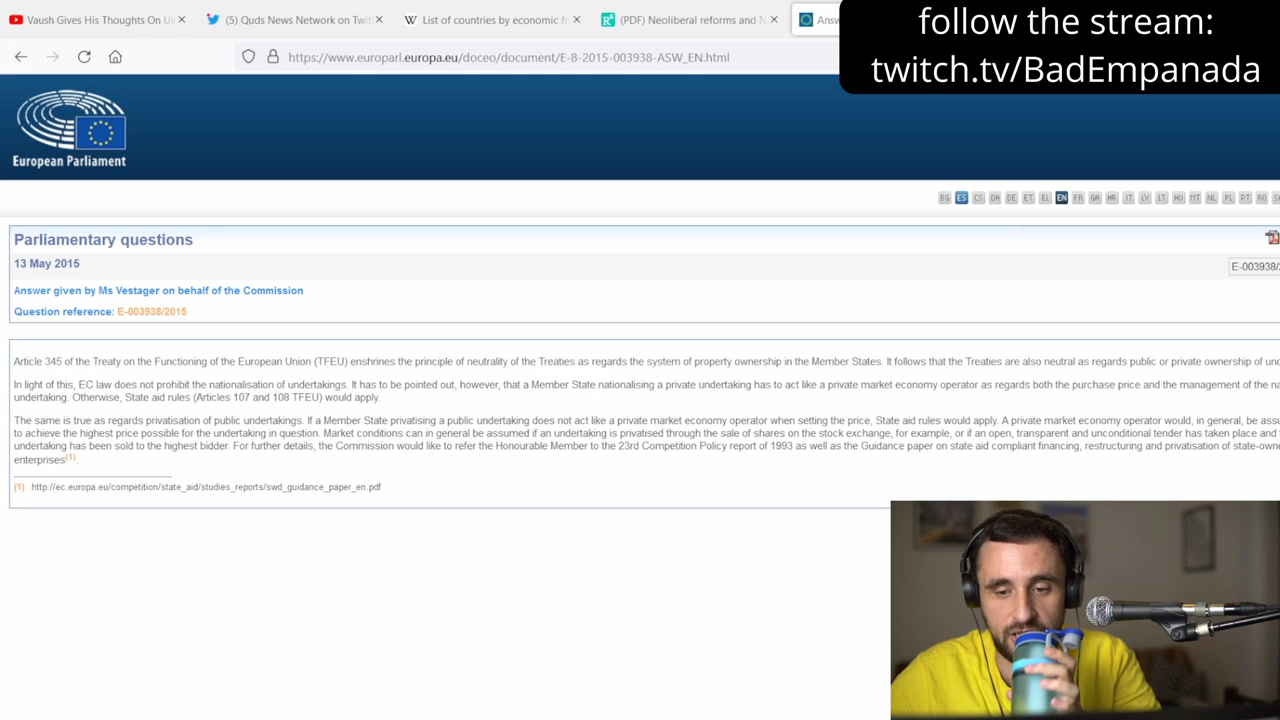 Vaush Gives His Thoughts On
(5) Quds News Network on Twi
W List of countries by economic
(PDF) Neoliberal reforms and
follow the stream:
twitch.tv/BadEmpanada
https://www.europarl.europa.eu/doceo/document/E-8-2015-003938-ASW_EN.html
European Parliament
BG ES CS DA DE ET EL EN FR GA HR IT LV LT HU MT NL PL PT RO
Parliamentary questions
13 May 2015
E-003938/
Answer given by Ms Vestager on behalf of the Commission
Question reference: E-003938/2015
Article 345 of the Treaty on the Functioning of the European Union (TFEU) enshrines the principle of neutrality of the Treaties as regards the system of property ownership in the Member States. It follows that the Treaties are also neutral as regards public or private ownership of
In light of this, EC law does not prohibit the nationalisation of undertakings. It has to be pointed out, however, that a Member State nationalising a private undertaking has to act like a private market economy operator as regards both the purchase price and the management of the
undertaking. Otherwise, State aid rules (Articles 107 and 108 TFEU) would apply.
The same is true as regards privatisation of public undertakings. If a Member State privatising a public undertaking does not act like a private market economy operator when setting the price, State aid rules would apply. A private market economy operator would, in general, be
to achieve the highest price possible for the undertaking in question. Market conditions can in general be assumed if an undertaking is privatised through the sale of shares on the stock exchange, for example, or if an open, transparent and unconditional tender has taken place and
undertaking has been sold to the highest bidder. For further details, the Commission would like to refer the Honourable Member to the 23rd Competition Policy report of 1993 as well as the Guidance paper on state aid compliant financing, restructuring and privatisation of
enterprises(1).
(1) http://ec.europa.eu/competition/state_aid/studies_reports/swd_guidance_paper_en.pdf